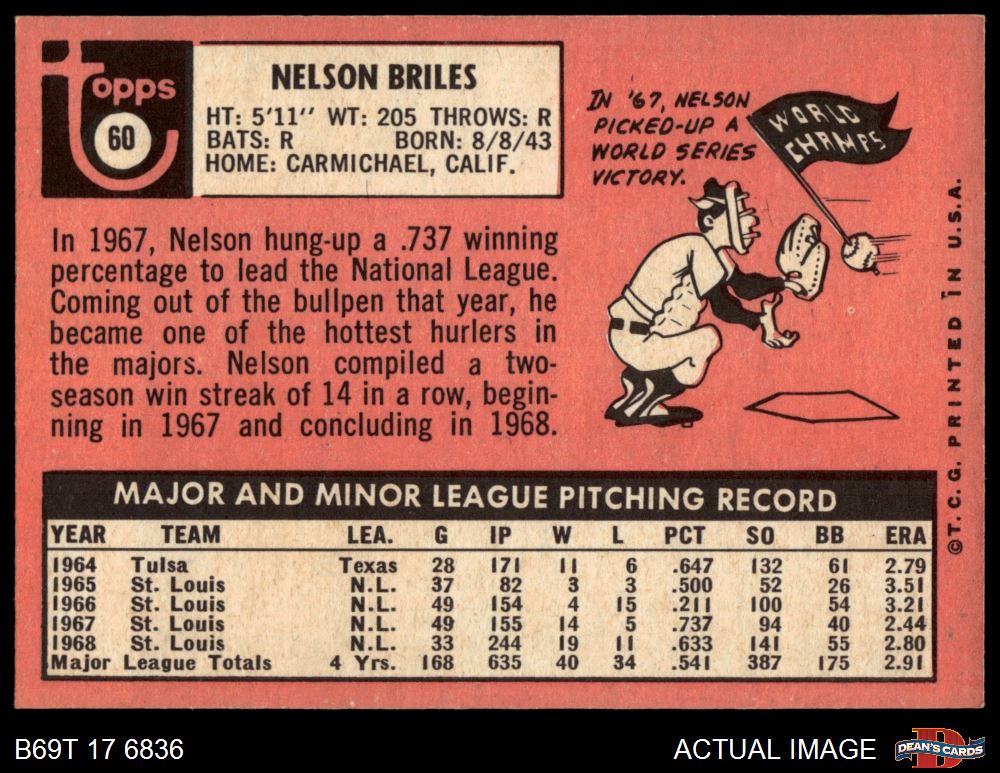 topps
60
NELSON BRILES
HT: 5'11" WT: 205 THROWS: R
BATS: R BORN: 8/8/43
HOME: CARMICHAEL, CALIF.
IN '67, NELSON
PICKED-UP A
WORLD SERIES
VICTORY.
WORLD
CHAMPS
In 1967, Nelson hung-up a .737 winning
percentage to lead the National League.
Coming out of the bullpen that year, he
became one of the hottest hurlers in
the majors. Nelson compiled a two-
season win streak of 14 in a row, begin-
ning in 1967 and concluding in 1968.
©T.C.G. PRINTED IN U.S.A.
MAJOR AND MINOR LEAGUE PITCHING RECORD
YEAR TEAM LEA. G IP W L PCT SO BB ERA
1964 Tulsa Texas 28 171 11 6 .647 132 61 2.79
1965 St. Louis N.L. 37 82 3 3 .500 52 26 3.51
1966 St. Louis N.L. 49 154 4 15 .211 100 54 3.21
1967 St. Louis N.L. 49 155 14 5 .737 94 40 2.44
1968 St. Louis N.L. 33 244 19 11 .633 141 55 2.80
Major League Totals 4 Yrs. 168 635 40 34 .541 387 175 2.91
B69T 17 6836
ACTUAL IMAGE
D
DEAN'S CARDS